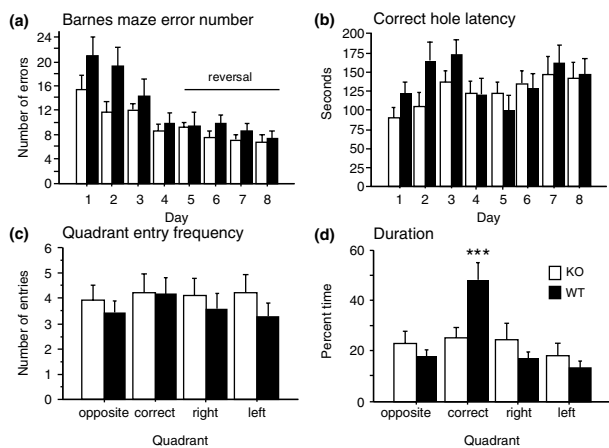 (a) Barnes maze error number
24
20
16
12
8
4
0
Number of errors
reversal
1 2 3 4 5 6 7 8
Day
(b) Correct hole latency
200
175
150
125
100
75
50
25
0
Seconds
1 2 3 4 5 6 7 8
Day
(c) Quadrant entry frequency
6
5
4
3
2
1
0
Number of entries
opposite correct right left
Quadrant
(d) Duration
60
40
20
0
Percent time
***
KO
WT
opposite correct right left
Quadrant